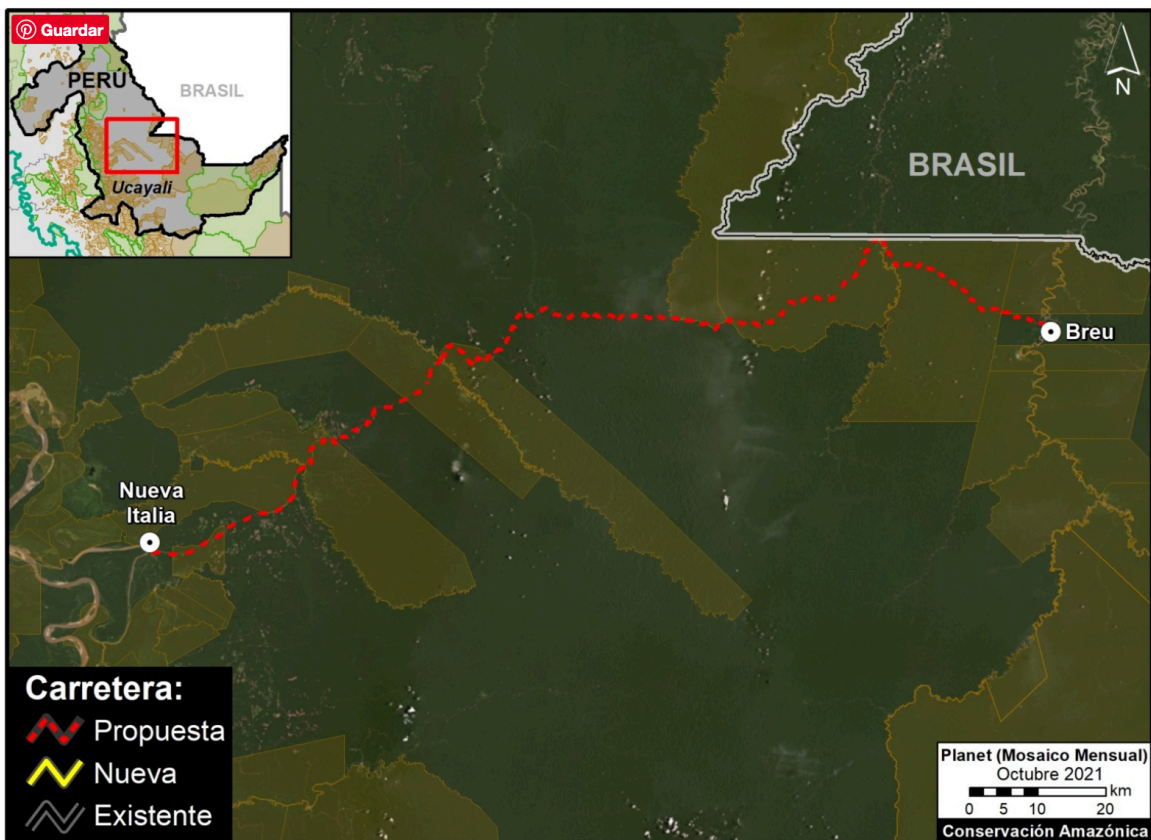 Guardar
PERÚ
BRASIL
Ucayali
N
BRASIL
Breu
Nueva
Italia
Carretera:
Propuesta
Nueva
Existente
Planet (Mosaico Mensual)
Octubre 2021
km
0 5 10 20
Conservación Amazónica